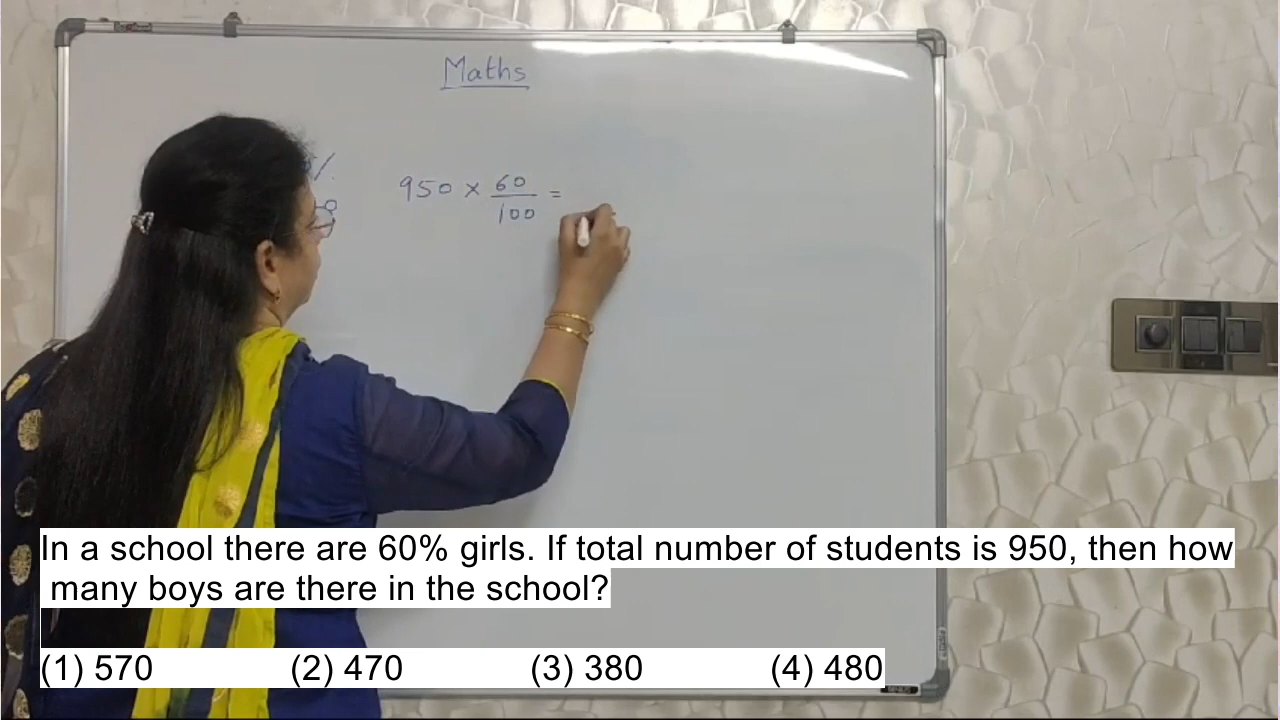 Maths
%
950 × 60/100 =
In a school there are 60% girls. If total number of students is 950, then how
many boys are there in the school?
(1) 570 (2) 470 (3) 380 (4) 480